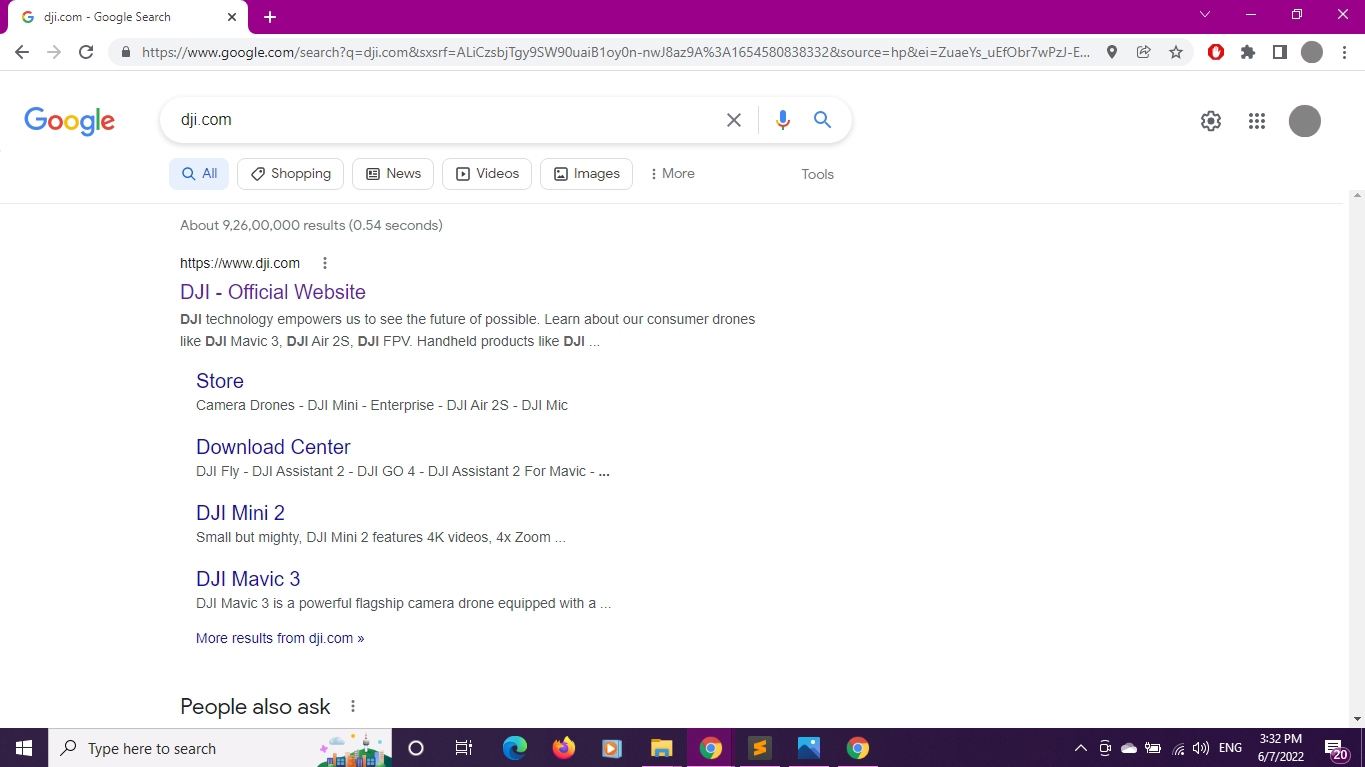 dji.com - Google Search
https://www.google.com/search?q=dji.com&sxsrf=ALiCzsbjTgy9SW90uaiB1oy0n-nwJ8az9A%3A1654580838332&source=hp&ei=ZuaeYs_uEfObr7wPzJ-E...
Google
dji.com
All
Shopping
News
Videos
Images
More
Tools
About 9,26,00,000 results (0.54 seconds)
https://www.dji.com
DJI - Official Website
DJI technology empowers us to see the future of possible. Learn about our consumer drones
like DJI Mavic 3, DJI Air 2S, DJI FPV. Handheld products like DJI ...
Store
Camera Drones - DJI Mini - Enterprise - DJI Air 2S - DJI Mic
Download Center
DJI Fly - DJI Assistant 2 - DJI GO 4 - DJI Assistant 2 For Mavic - ...
DJI Mini 2
Small but mighty, DJI Mini 2 features 4K videos, 4x Zoom ...
DJI Mavic 3
DJI Mavic 3 is a powerful flagship camera drone equipped with a ...
More results from dji.com »
People also ask
Type here to search
ENG
3:32 PM
6/7/2022
20